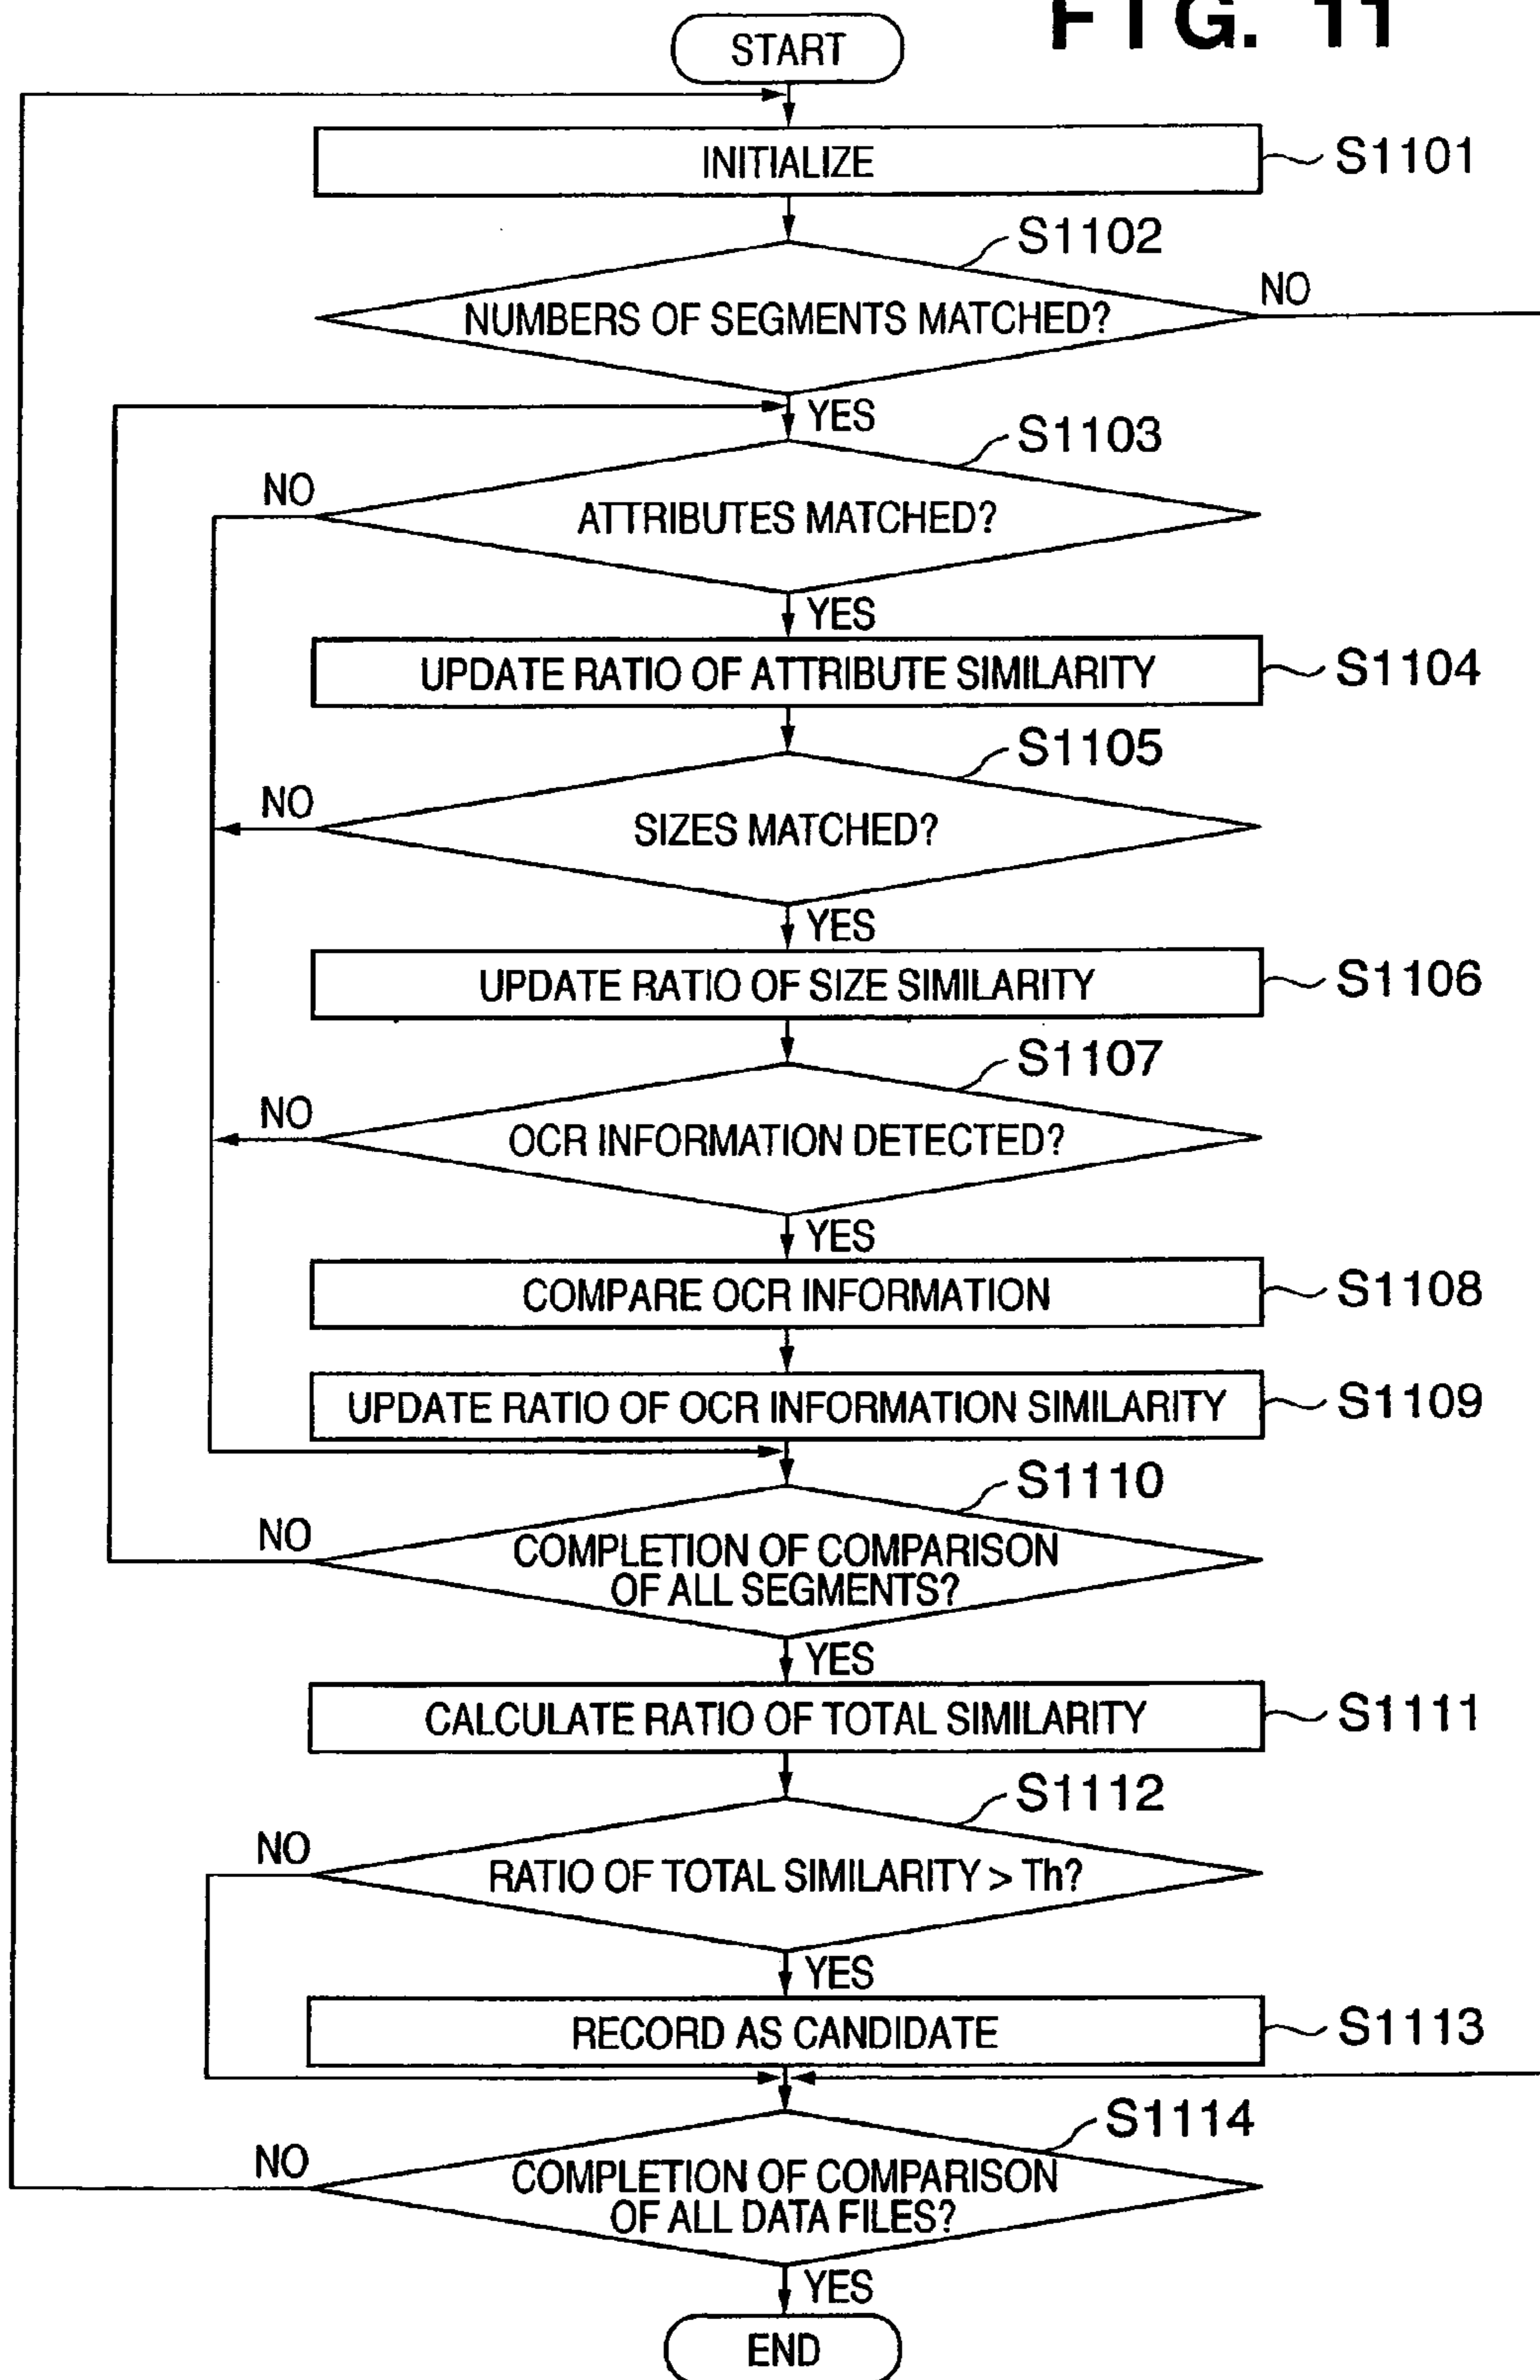 FIG. 11
START
INITIALIZE
S1101
S1102
NUMBERS OF SEGMENTS MATCHED?
NO
YES
S1103
NO
ATTRIBUTES MATCHED?
YES
UPDATE RATIO OF ATTRIBUTE SIMILARITY
S1104
S1105
NO
SIZES MATCHED?
YES
UPDATE RATIO OF SIZE SIMILARITY
S1106
S1107
NO
OCR INFORMATION DETECTED?
YES
COMPARE OCR INFORMATION
S1108
UPDATE RATIO OF OCR INFORMATION SIMILARITY
S1109
S1110
NO
COMPLETION OF COMPARISON
OF ALL SEGMENTS?
YES
CALCULATE RATIO OF TOTAL SIMILARITY
S1111
S1112
NO
RATIO OF TOTAL SIMILARITY > Th?
YES
RECORD AS CANDIDATE
S1113
S1114
NO
COMPLETION OF COMPARISON
OF ALL DATA FILES?
YES
END